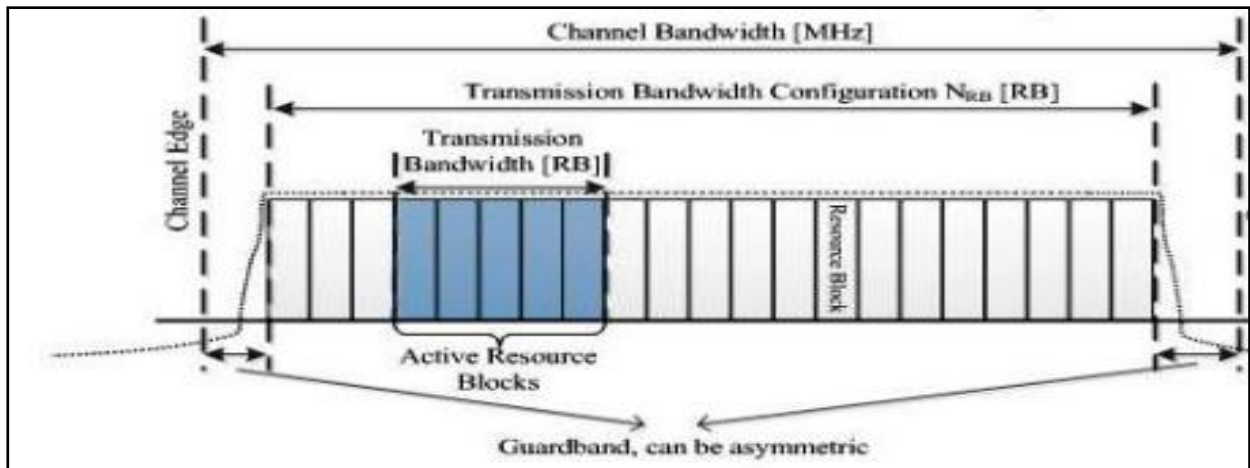 Channel Bandwidth [MHz]
Transmission Bandwidth Configuration NRB [RB]
Channel Edge
Transmission
Bandwidth [RB]
Resource Block
Active Resource
Blocks
Guardband, can be asymmetric